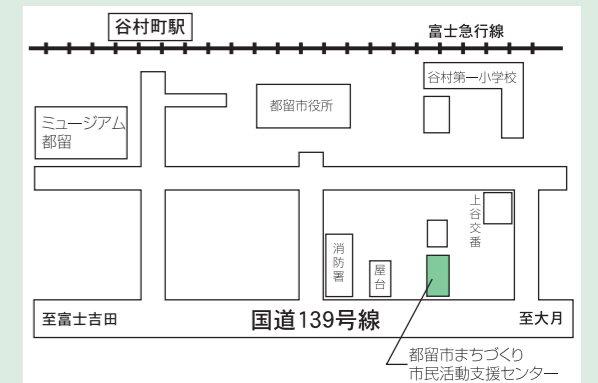 谷村町駅
富士急行線
谷村第一小学校
都留市役所
ミュージアム
都留
上谷交番
消防署
屋台
至富士吉田
国道139号線
至大月
都留市まちづくり
市民活動支援センター